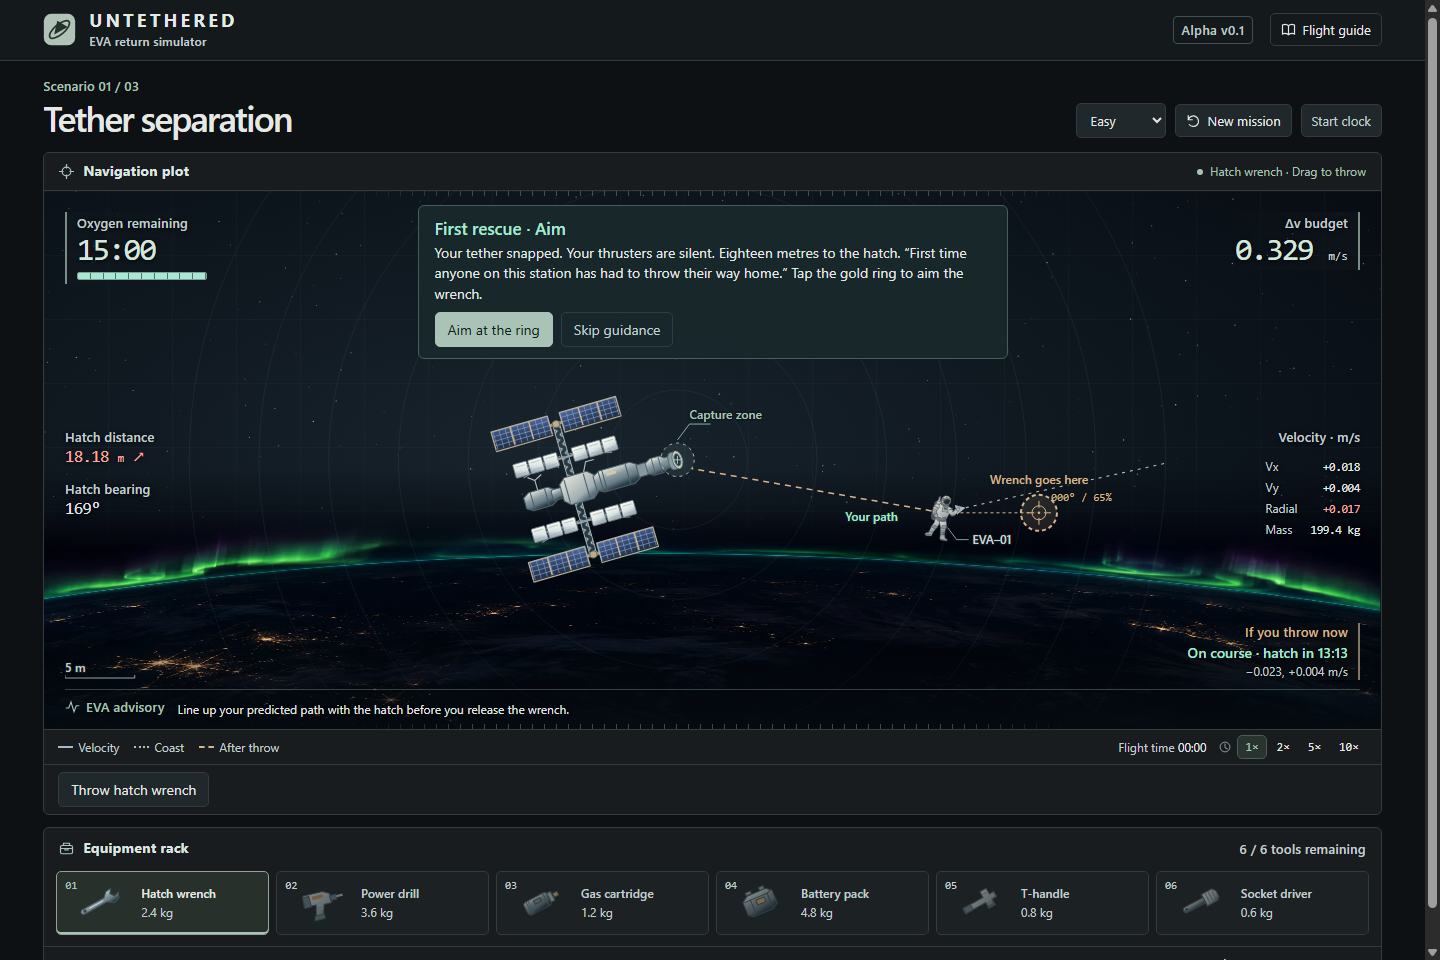 UNTETHERED
EVA return simulator
Alpha v0.1
Flight guide
Scenario 01 / 03
Tether separation
Easy
New mission
Start clock
Navigation plot
Hatch wrench · Drag to throw
Oxygen remaining
15:00
First rescue · Aim
Your tether snapped. Your thrusters are silent. Eighteen metres to the hatch. “First time
anyone on this station has had to throw their way home.” Tap the gold ring to aim the
wrench.
Aim at the ring
Skip guidance
Δv budget
0.329 m/s
Capture zone
Hatch distance
18.18 m ↗
Hatch bearing
169°
Velocity · m/s
Vx +0.018
Vy +0.004
Radial +0.017
Mass 199.4 kg
Wrench goes here
000° / 65%
Your path
EVA–01
If you throw now
On course · hatch in 13:13
−0.023, +0.004 m/s
5 m
EVA advisory
Line up your predicted path with the hatch before you release the wrench.
Velocity
Coast
After throw
Flight time 00:00
1×
2×
5×
10×
Throw hatch wrench
Equipment rack
6 / 6 tools remaining
01
Hatch wrench
2.4 kg
02
Power drill
3.6 kg
03
Gas cartridge
1.2 kg
04
Battery pack
4.8 kg
05
T-handle
0.8 kg
06
Socket driver
0.6 kg